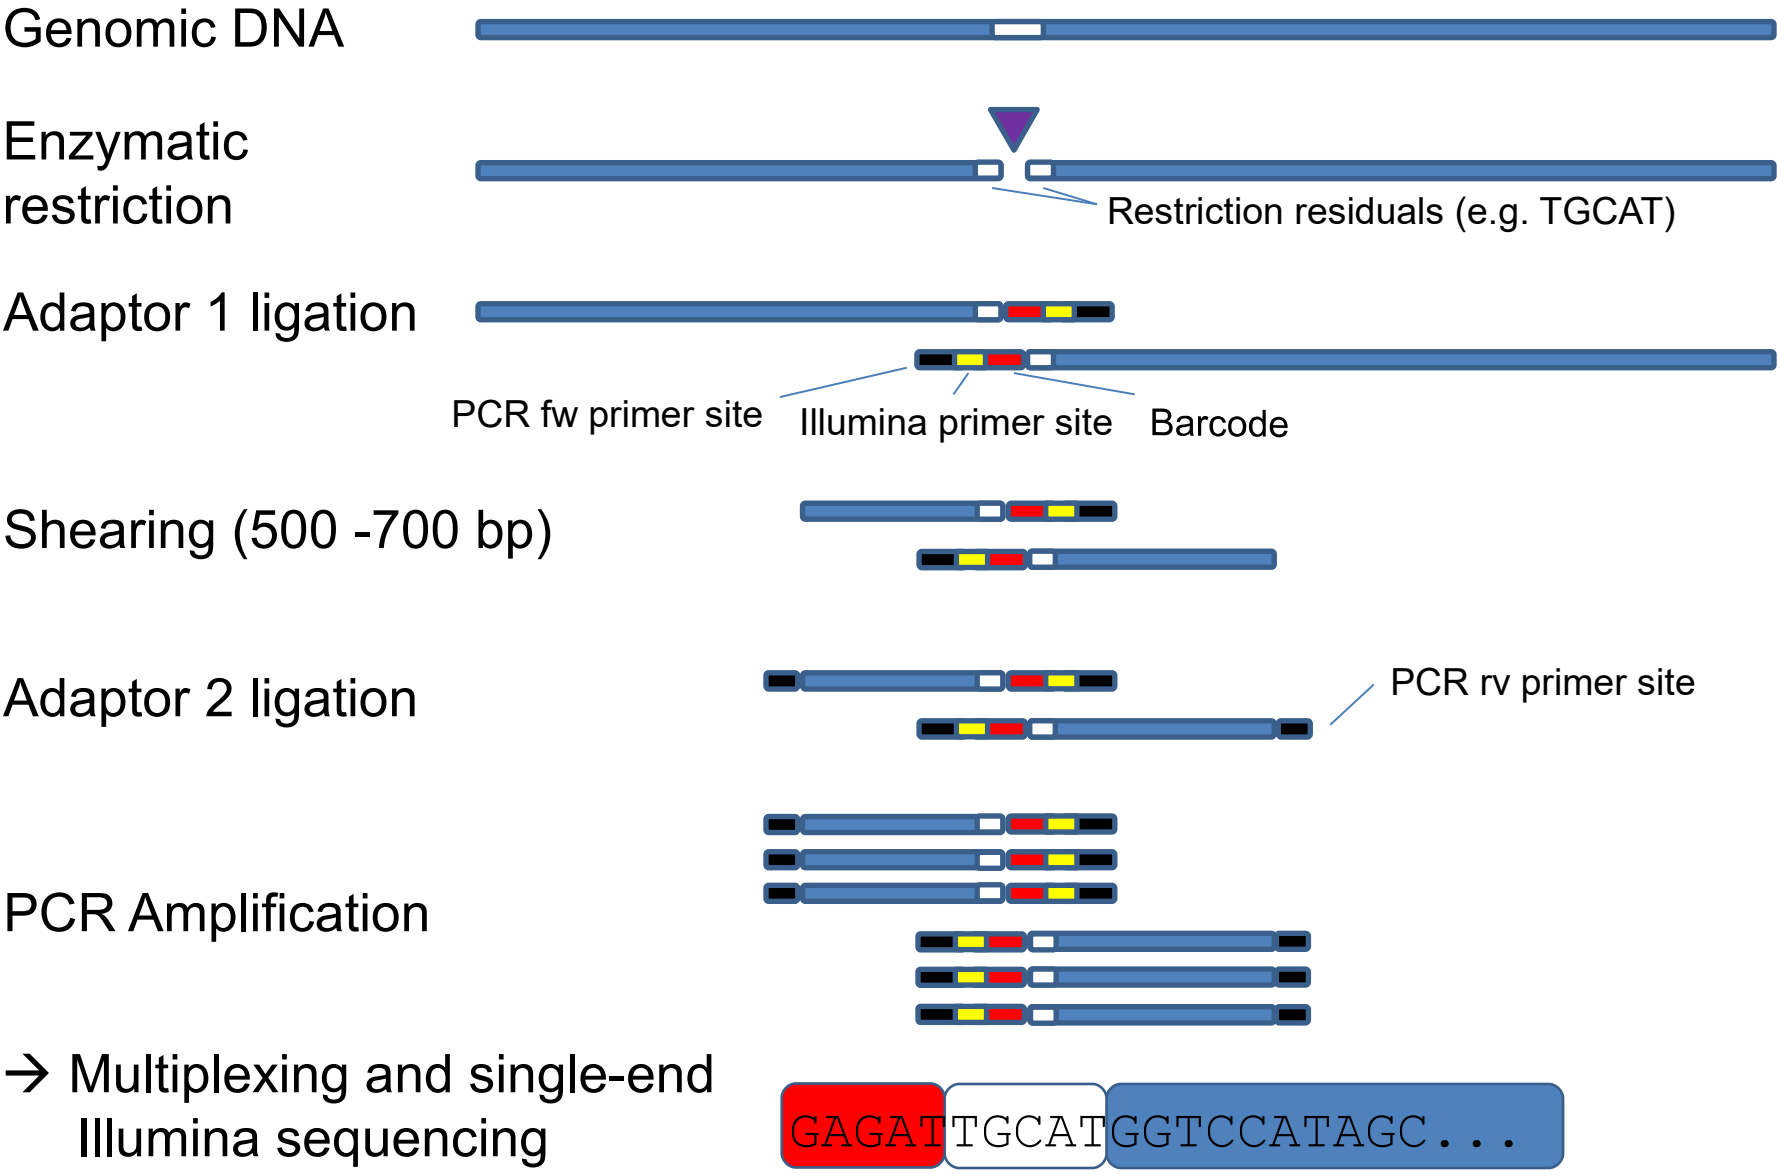 Genomic DNA
Enzymatic
restriction
Restriction residuals (e.g. TGCAT)
Adaptor 1 ligation
PCR fw primer site
Illumina primer site
Barcode
Shearing (500 -700 bp)
Adaptor 2 ligation
PCR rv primer site
PCR Amplification
→ Multiplexing and single-end
Illumina sequencing
GAGATTGCATGGTCCATAGC...